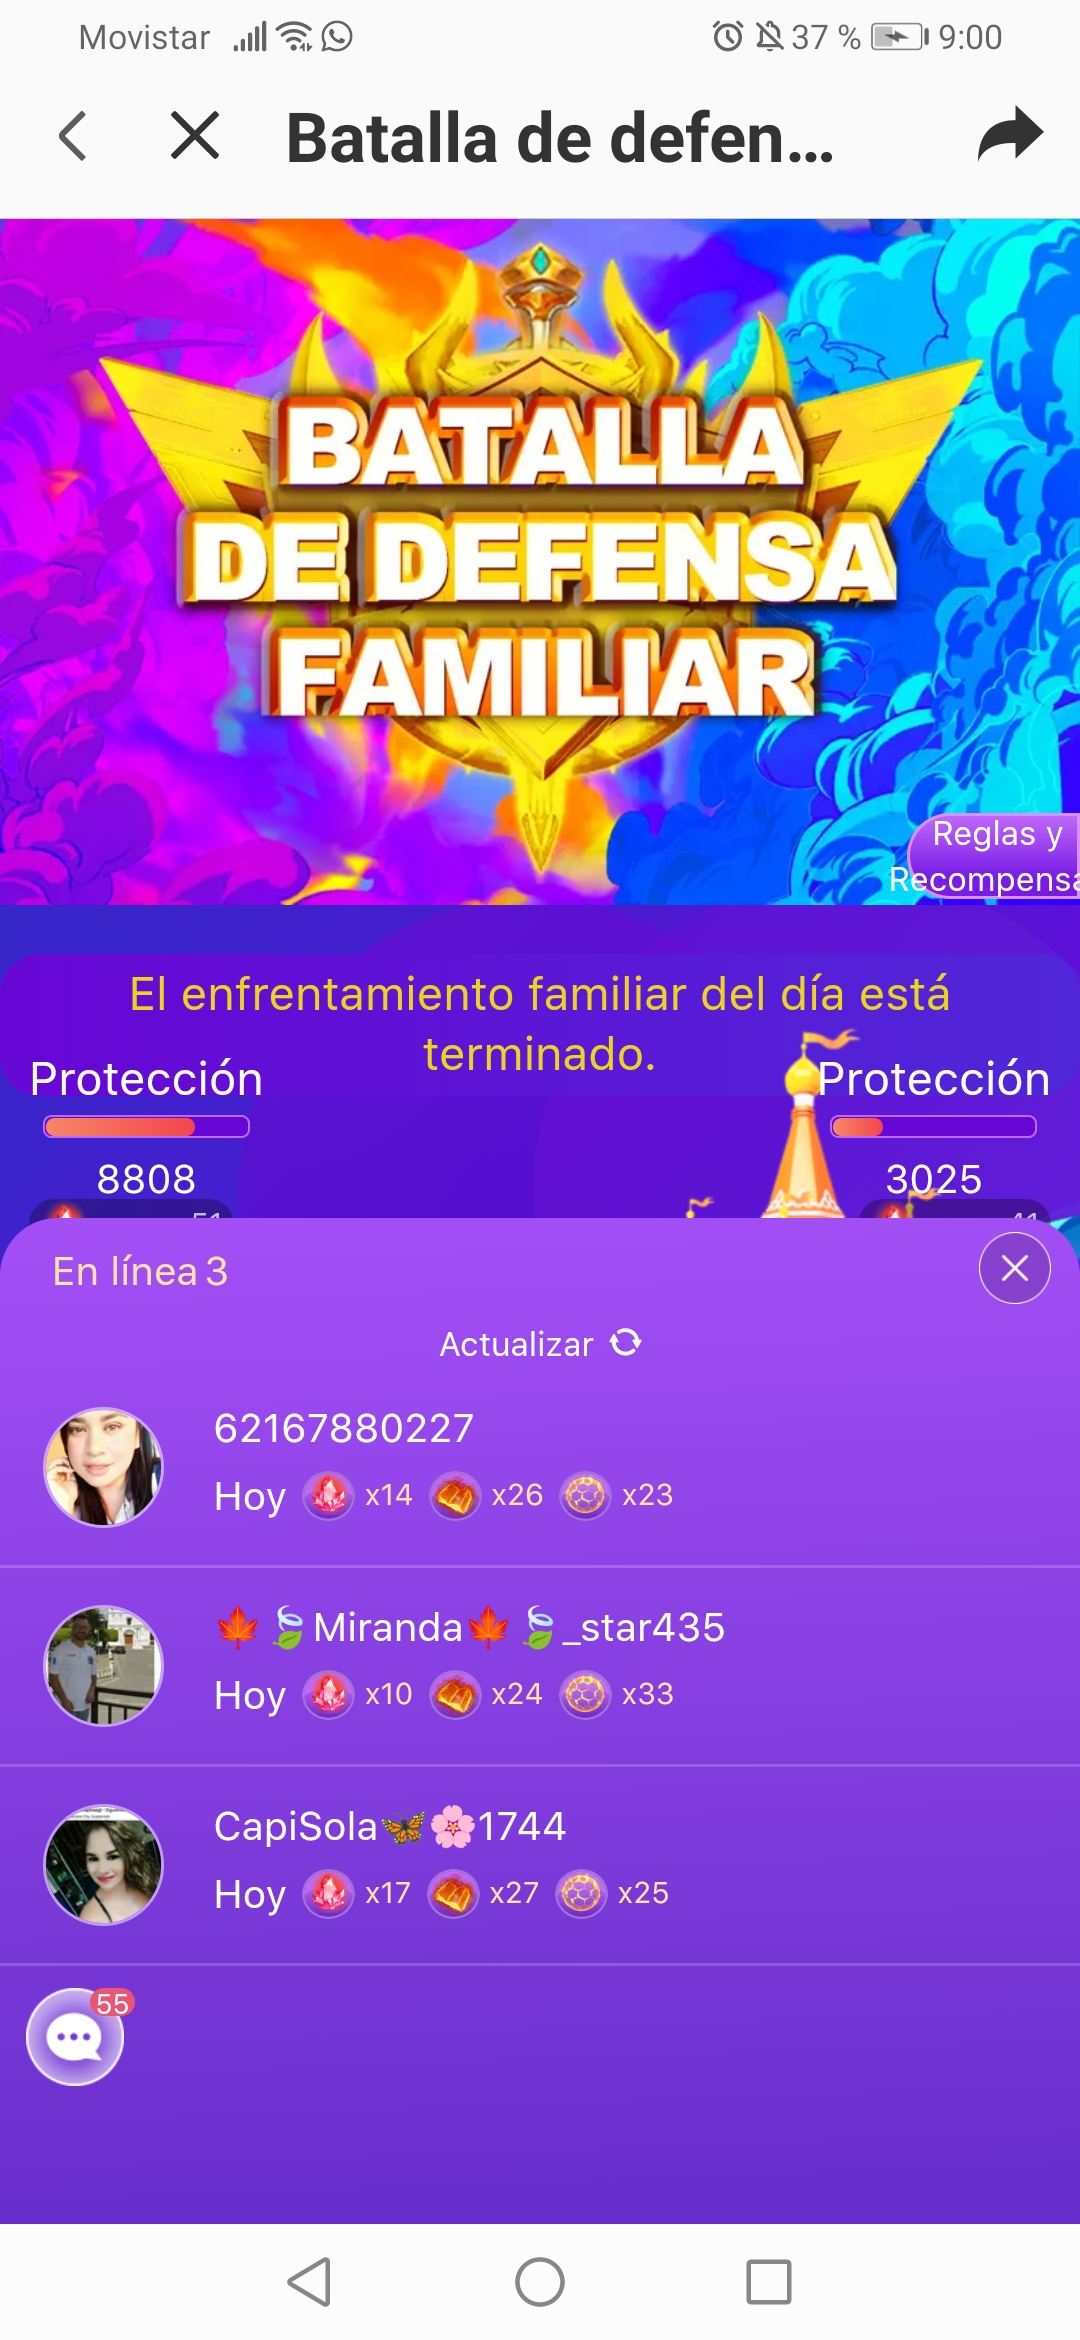 Movistar 37 % 9:00
Batalla de defen...
BATALLA
DE DEFENSA
FAMILIAR
Reglas y
Recompensa
El enfrentamiento familiar del día está
terminado.
Protección Protección
8808 3025
51 41
En línea 3
Actualizar
62167880227
Hoy x14 x26 x23
🍁🍃Miranda🍁🍃_star435
Hoy x10 x24 x33
CapiSola🦋🌸1744
Hoy x17 x27 x25
55